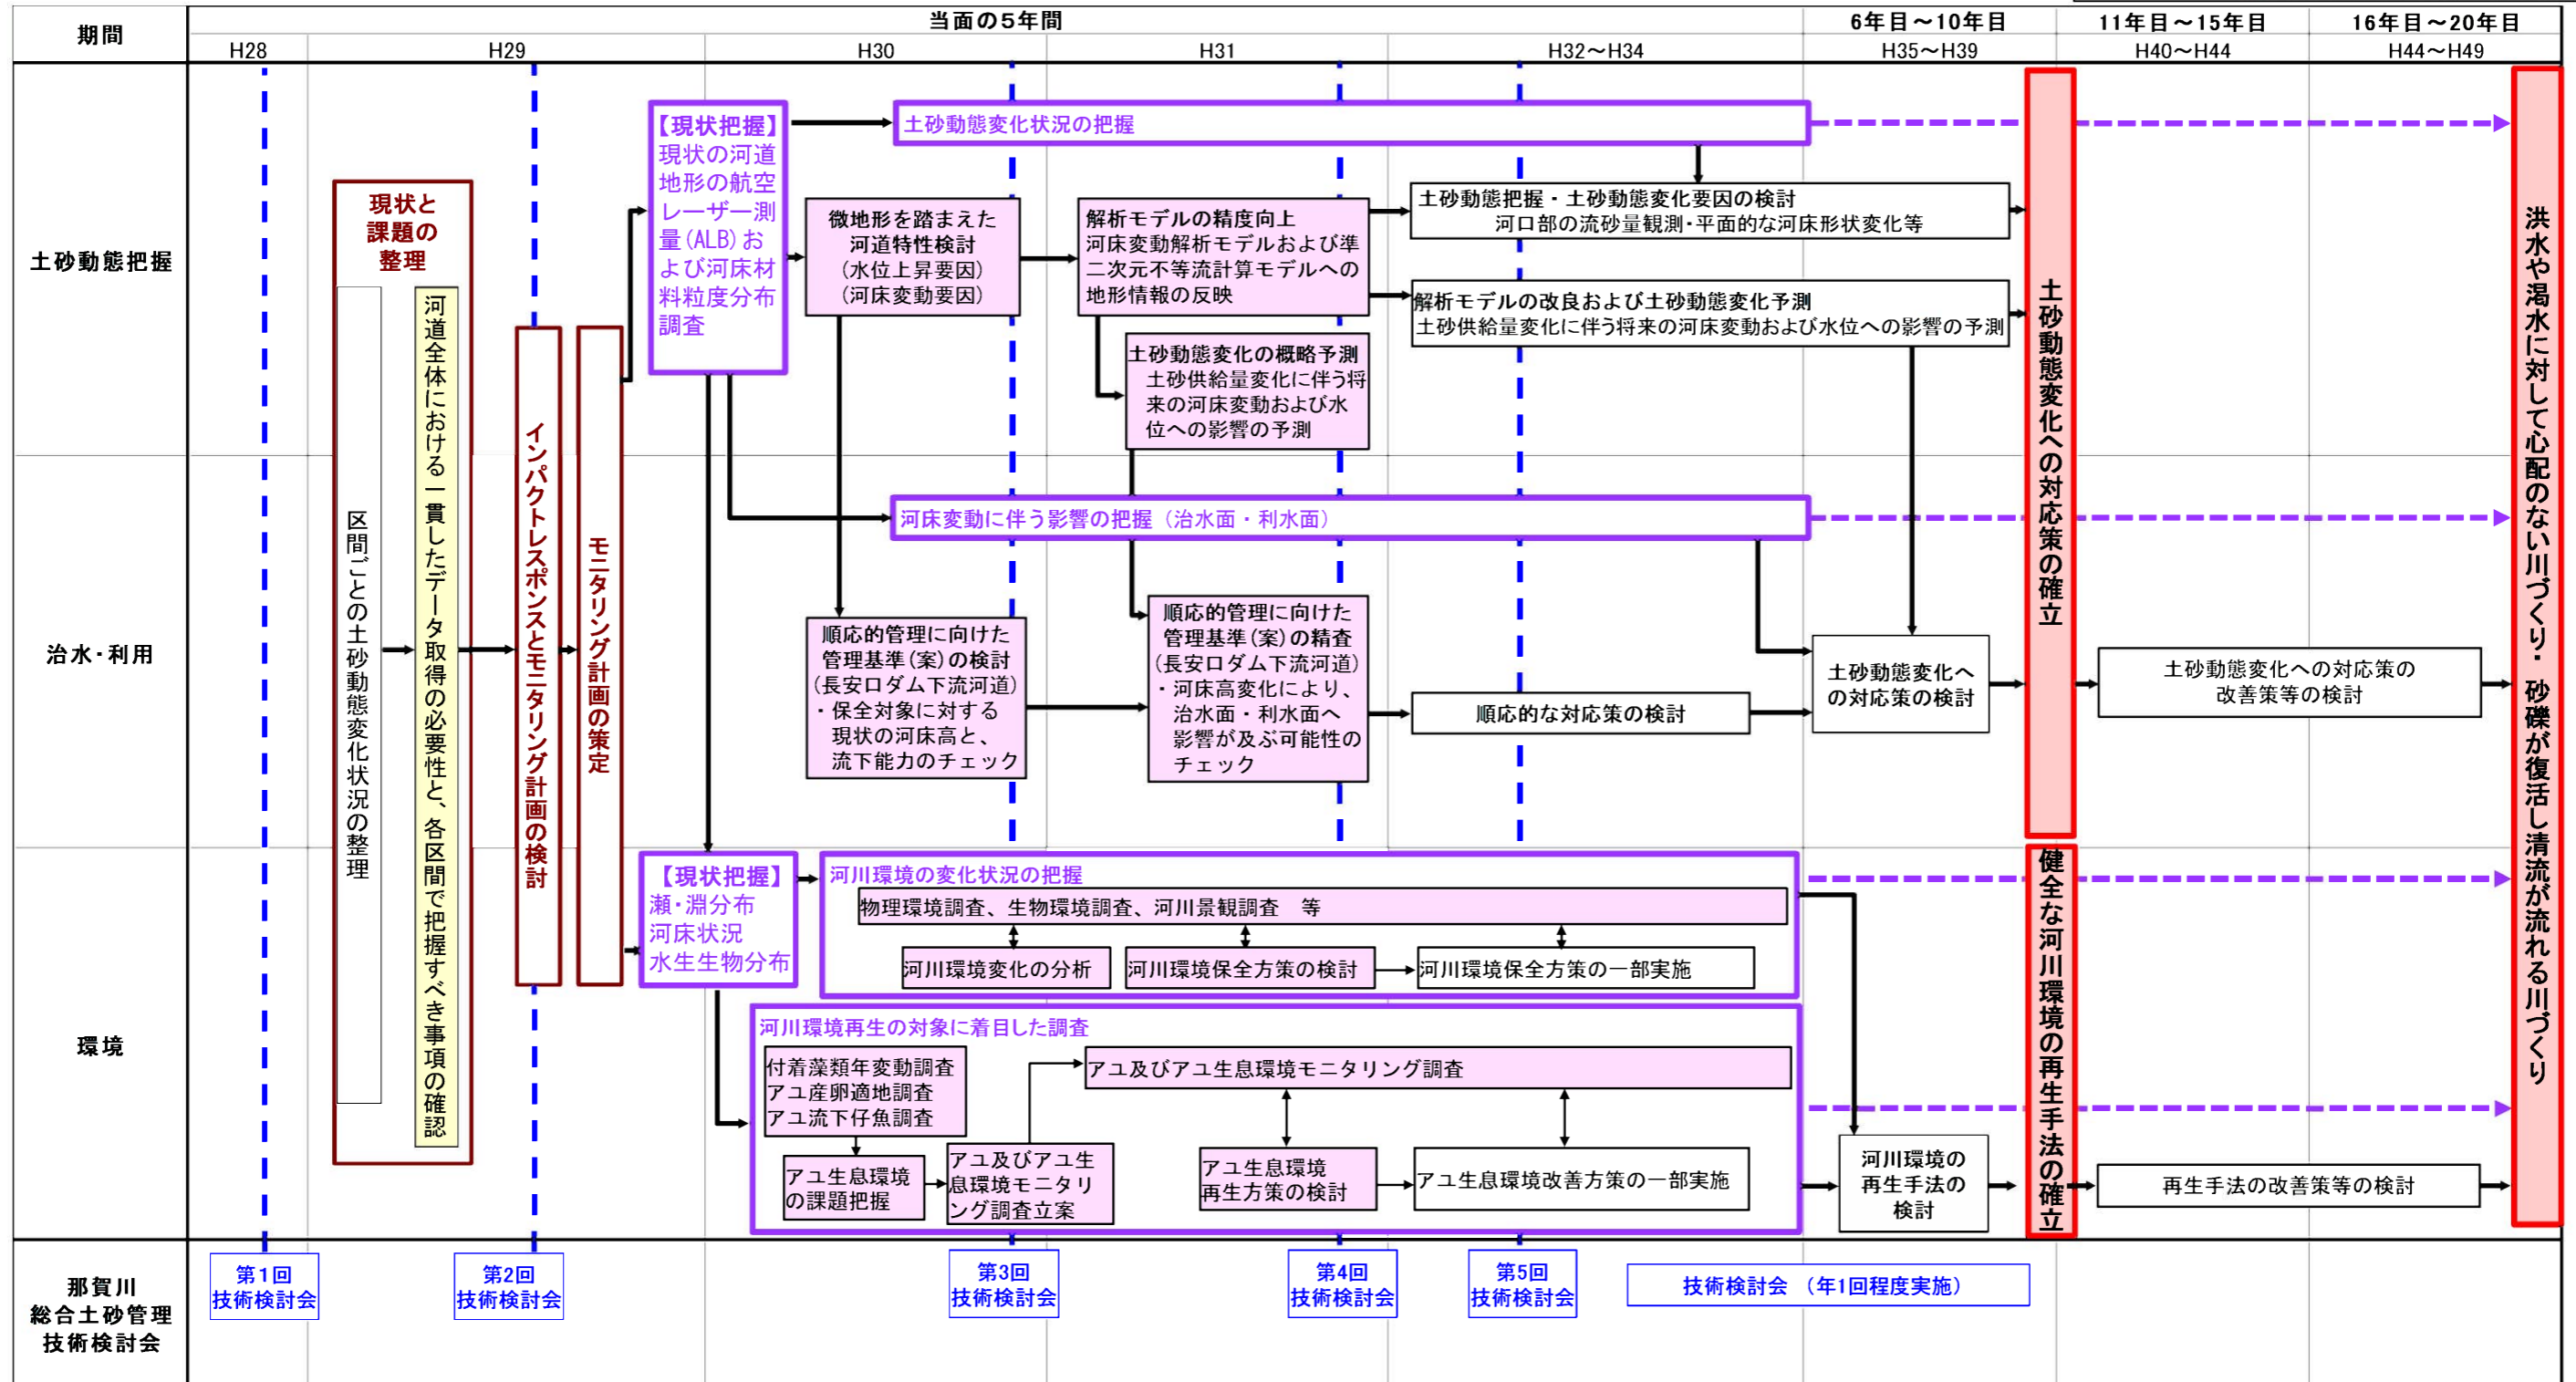 期間
当面の5年間
6年目～10年目
11年目～15年目
16年目～20年目
H28
H29
H30
H31
H32～H34
H35～H39
H40～H44
H44～H49
土砂動態把握
治水・利用
環境
那賀川
総合土砂管理
技術検討会
現状と
課題の
整理
区間ごとの土砂動態変化状況の整理
河道全体における一貫したデータ取得の必要性と、各区間で把握すべき事項の確認
インパクトレスポンスとモニタリング計画の検討
モニタリング計画の策定
【現状把握】
現状の河道
地形の航空
レーザー測
量(ALB)お
よび河床材
料粒度分布
調査
土砂動態変化状況の把握
微地形を踏まえた
河道特性検討
(水位上昇要因)
(河床変動要因)
解析モデルの精度向上
河床変動解析モデルおよび準
二次元不等流計算モデルへの
地形情報の反映
土砂動態把握・土砂動態変化要因の検討
河口部の流砂量観測・平面的な河床形状変化等
解析モデルの改良および土砂動態変化予測
土砂供給量変化に伴う将来の河床変動および水位への影響の予測
土砂動態変化の概略予測
土砂供給量変化に伴う将
来の河床変動および水
位への影響の予測
河床変動に伴う影響の把握（治水面・利水面）
順応的管理に向けた
管理基準(案)の検討
(長安口ダム下流河道)
・保全対象に対する
現状の河床高と、
流下能力のチェック
順応的管理に向けた
管理基準(案)の精査
(長安口ダム下流河道)
・河床高変化により、
治水面・利水面へ
影響が及ぶ可能性の
チェック
順応的な対応策の検討
土砂動態変化へ
の対応策の検討
土砂動態変化への対応策の確立
土砂動態変化への対応策の
改善策等の検討
洪水や渇水に対して心配のない川づくり・砂礫が復活し清流が流れる川づくり
【現状把握】
瀬・淵分布
河床状況
水生生物分布
河川環境の変化状況の把握
物理環境調査、生物環境調査、河川景観調査　等
河川環境変化の分析
河川環境保全方策の検討
河川環境保全方策の一部実施
河川環境再生の対象に着目した調査
付着藻類年変動調査
アユ産卵適地調査
アユ流下仔魚調査
アユ生息環境
の課題把握
アユ及びアユ生
息環境モニタリ
ング調査立案
アユ及びアユ生息環境モニタリング調査
アユ生息環境
再生方策の検討
アユ生息環境改善方策の一部実施
河川環境の
再生手法の
検討
健全な河川環境の再生手法の確立
再生手法の改善策等の検討
第1回
技術検討会
第2回
技術検討会
第3回
技術検討会
第4回
技術検討会
第5回
技術検討会
技術検討会　（年1回程度実施）